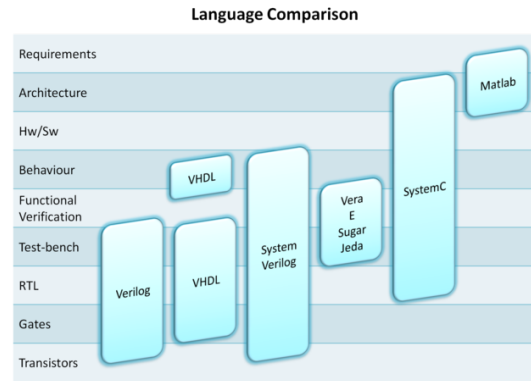 Language Comparison
Requirements
Architecture
Hw/Sw
Behaviour
Functional
Verification
Test-bench
RTL
Gates
Transistors
Verilog
VHDL
VHDL
System
Verilog
Vera
E
Sugar
Jeda
SystemC
Matlab